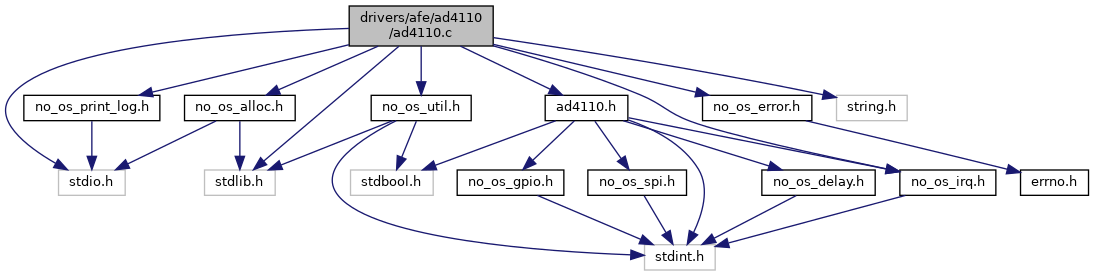 drivers/afe/ad4110
/ad4110.c
no_os_print_log.h
no_os_alloc.h
no_os_util.h
ad4110.h
no_os_error.h
string.h
stdio.h
stdlib.h
stdbool.h
no_os_gpio.h
no_os_spi.h
no_os_delay.h
no_os_irq.h
errno.h
stdint.h